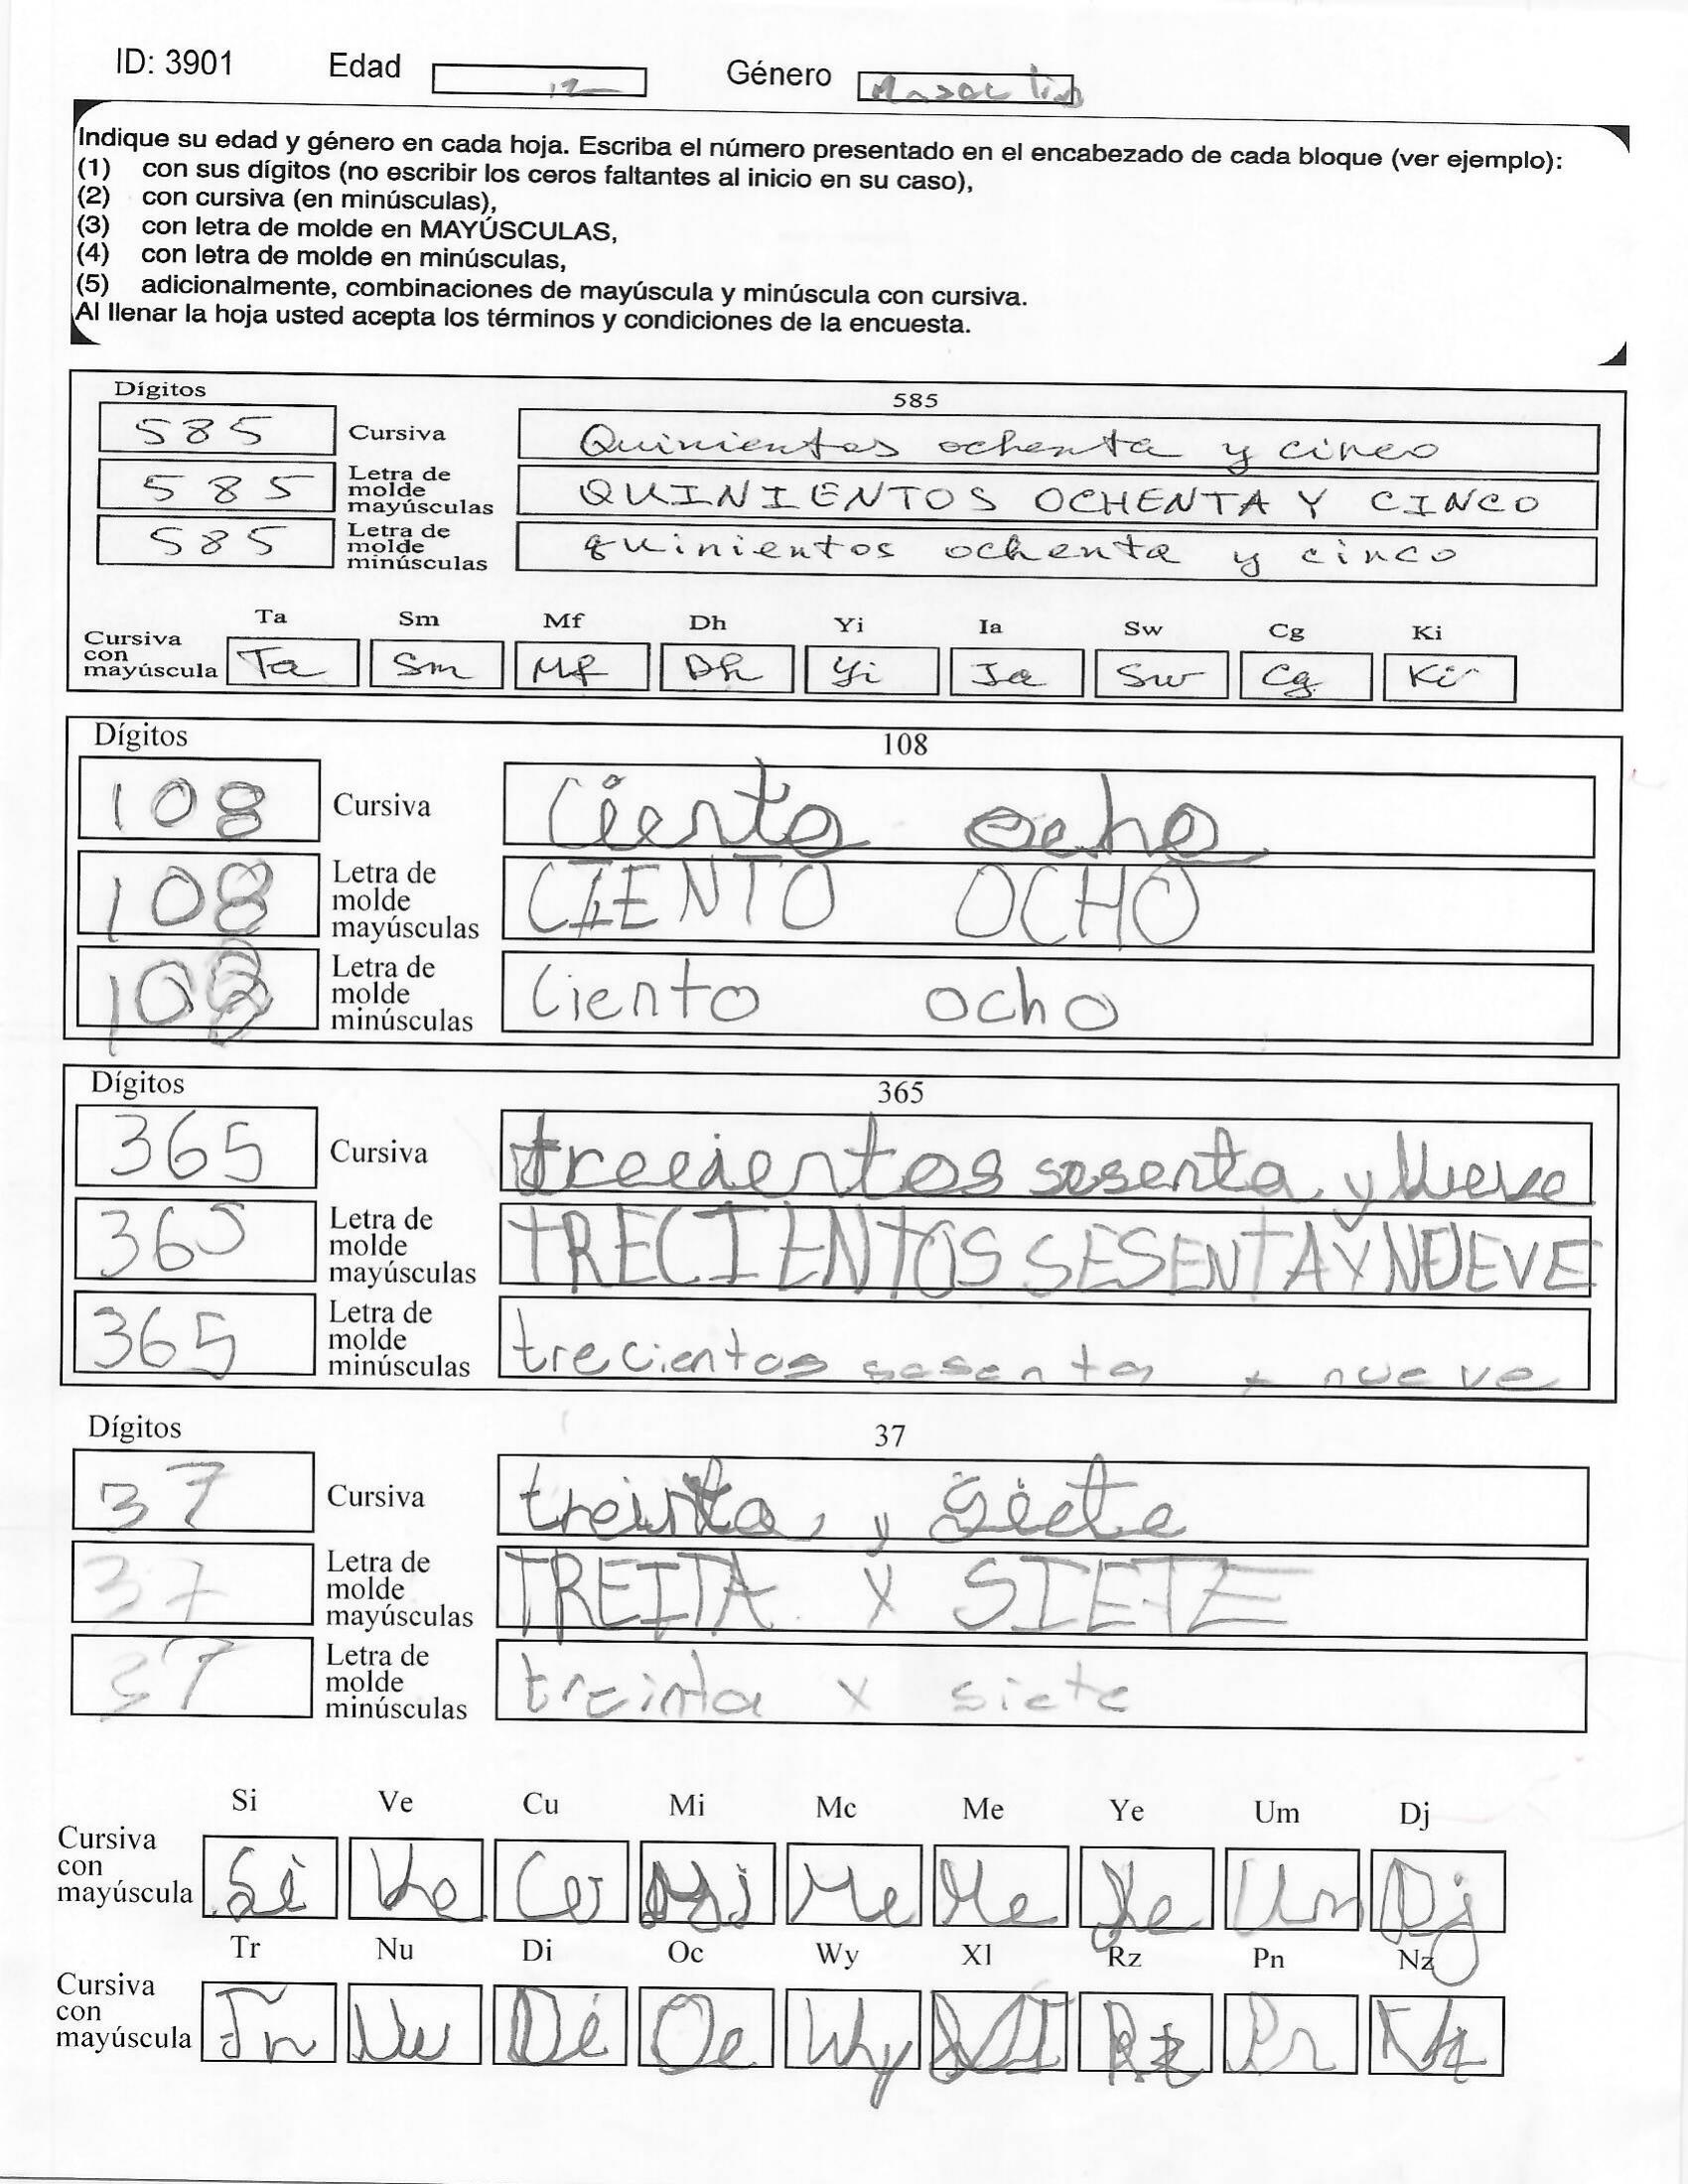 ID: 3901 Edad 12 Género
Indique su edad y género en cada hoja. Escriba el número presentado en el encabezado de cada bloque (ver ejemplo):
(1) con sus dígitos (no escribir los ceros faltantes al inicio en su caso),
(2) con cursiva (en minúsculas),
(3) con letra de molde en MAYÚSCULAS,
(4) con letra de molde en minúsculas,
(5) adicionalmente, combinaciones de mayúscula y minúscula con cursiva.
Al llenar la hoja usted acepta los términos y condiciones de la encuesta.
Dígitos 585
585 Cursiva Quinientos ochenta y cinco
585 Letra de molde mayúsculas QUINIENTOS OCHENTA Y CINCO
585 Letra de molde minúsculas quinientos ochenta y cinco
Ta Sm Mf Dh Yi Ia Sw Cg Ki
Cursiva con mayúscula Ta Sm Mf Dh Yi Ia Sw Cg Ki
Dígitos 108
108 Cursiva Ciento ocho
108 Letra de molde mayúsculas CIENTO OCHO
108 Letra de molde minúsculas Ciento ocho
Dígitos 365
365 Cursiva trecientos sesenta y Nueve
365 Letra de molde mayúsculas tRECIENTOS SESENTA Y NUEVE
365 Letra de molde minúsculas trecientos sesenta y nueve
Dígitos 37
37 Cursiva treinta y siete
37 Letra de molde mayúsculas TREITA Y SIETE
37 Letra de molde minúsculas treinta y siete
Si Ve Cu Mi Mc Me Ye Um Dj
Cursiva con mayúscula Si Ve Cu Mi Me Me Ye Um Dj
Tr Nu Di Oc Wy Xl Rz Pn Nz
Cursiva con mayúscula Tr Nu Di Oc Wy Rz Pn Nz